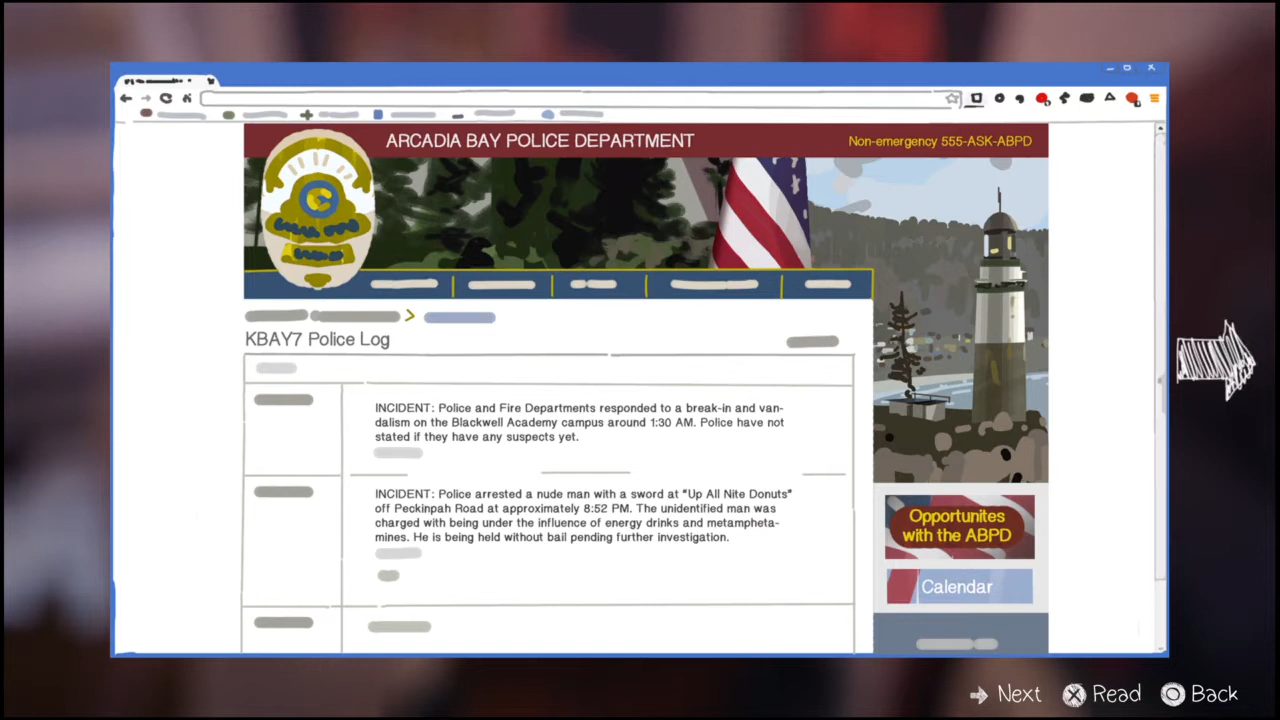 ARCADIA BAY POLICE DEPARTMENT
Non-emergency 555-ASK-ABPD
KBAY7 Police Log
INCIDENT: Police and Fire Departments responded to a break-in and van-
dalism on the Blackwell Academy campus around 1:30 AM. Police have not
stated if they have any suspects yet.
INCIDENT: Police arrested a nude man with a sword at “Up All Nite Donuts”
off Peckinpah Road at approximately 8:52 PM. The unidentified man was
charged with being under the influence of energy drinks and metampheta-
mines. He is being held without bail pending further investigation.
Opportunites
with the ABPD
Calendar
Next
Read
Back